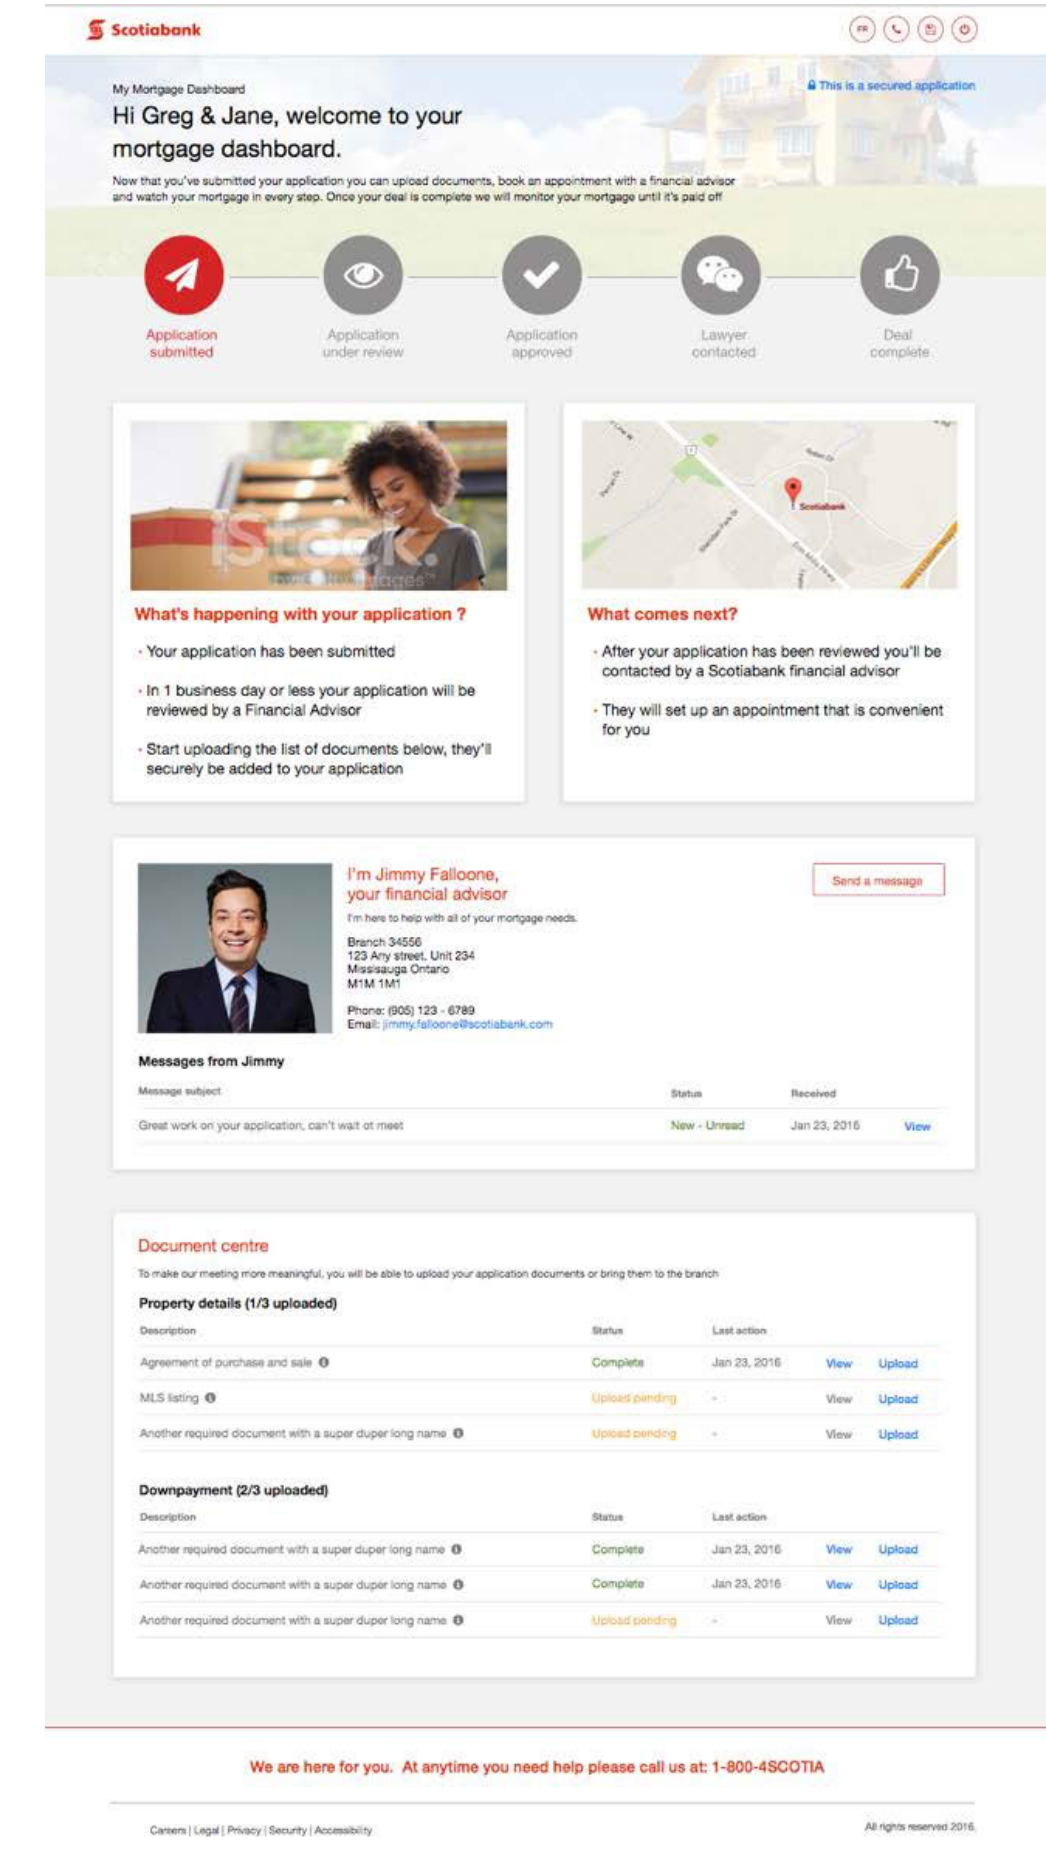 Scotiabank
FR
My Mortgage Dashboard
This is a secured application
Hi Greg & Jane, welcome to your
mortgage dashboard.
Now that you've submitted your application you can upload documents, book an appointment with a financial advisor
and watch your mortgage in every step. Once your deal is complete we will monitor your mortgage until it's paid off
Application
submitted
Application
under review
Application
approved
Lawyer
contacted
Deal
complete
iStock.
by Getty Images™
What's happening with your application ?
· Your application has been submitted
· In 1 business day or less your application will be
reviewed by a Financial Advisor
· Start uploading the list of documents below, they'll
securely be added to your application
Scotiabank
What comes next?
· After your application has been reviewed you'll be
contacted by a Scotiabank financial advisor
· They will set up an appointment that is convenient
for you
I'm Jimmy Falloone,
your financial advisor
Send a message
I'm here to help with all of your mortgage needs.
Branch 34556
123 Any street, Unit 234
Missisauga Ontario
M1M 1M1
Phone: (905) 123 - 6789
Email: jimmy.falloone@scotiabank.com
Messages from Jimmy
Message subject Status Received
Great work on your application, can't wait ot meet New - Unread Jan 23, 2016 View
Document centre
To make our meeting more meaningful, you will be able to upload your application documents or bring them to the branch
Property details (1/3 uploaded)
Description Status Last action
Agreement of purchase and sale Complete Jan 23, 2016 View Upload
MLS listing Upload pending - View Upload
Another required document with a super duper long name Upload pending - View Upload
Downpayment (2/3 uploaded)
Description Status Last action
Another required document with a super duper long name Complete Jan 23, 2016 View Upload
Another required document with a super duper long name Complete Jan 23, 2016 View Upload
Another required document with a super duper long name Upload pending - View Upload
We are here for you. At anytime you need help please call us at: 1-800-4SCOTIA
Careers | Legal | Privacy | Security | Accessibility
All rights reserved 2016.